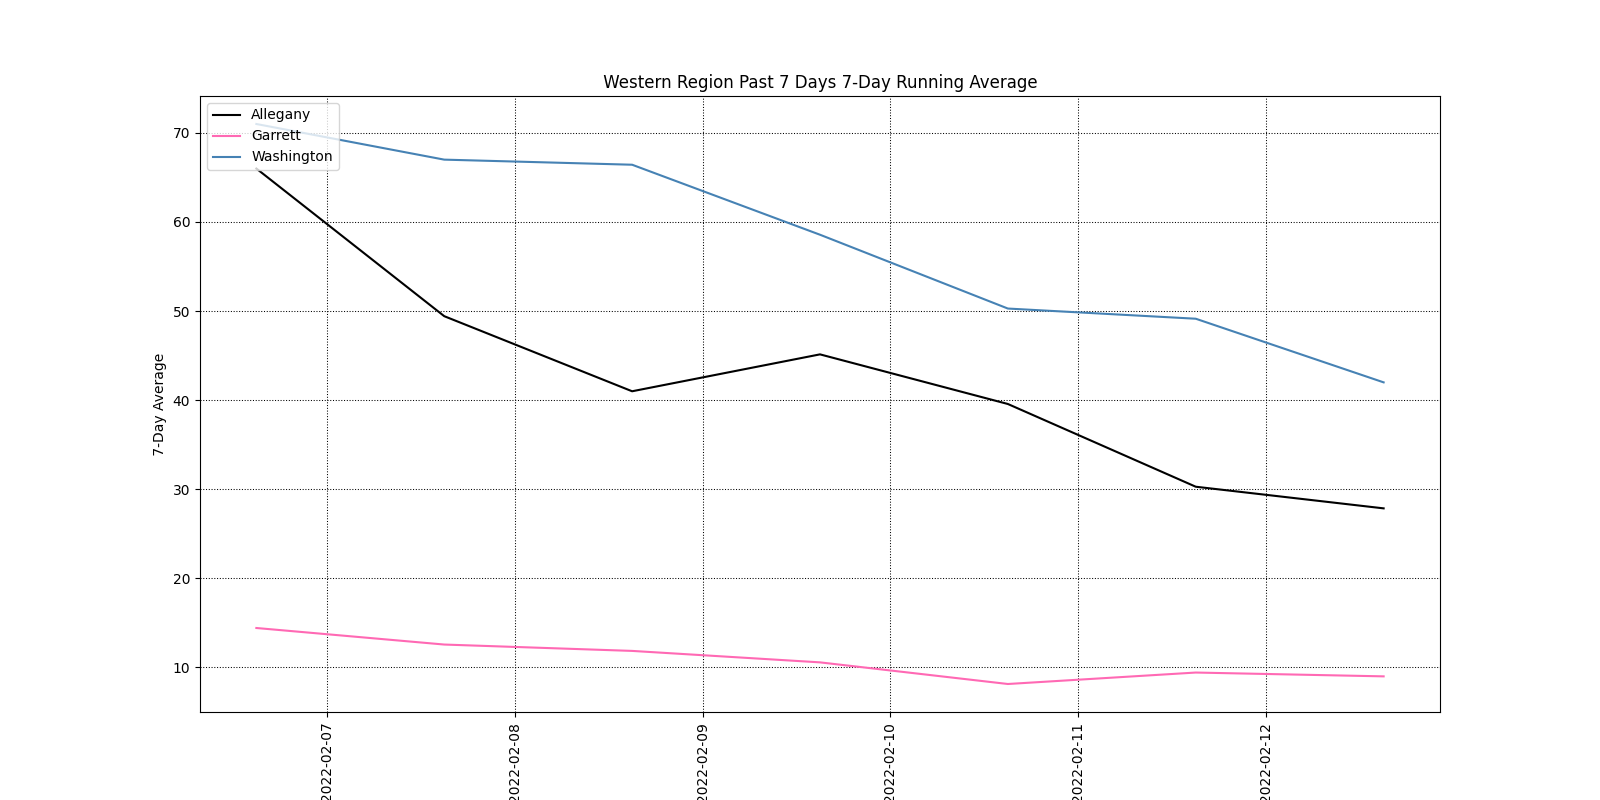 Western Region Past 7 Days 7-Day Running Average
Allegany
Garrett
Washington
70
60
50
40
30
20
10
7-Day Average
2022-02-07
2022-02-08
2022-02-09
2022-02-10
2022-02-11
2022-02-12